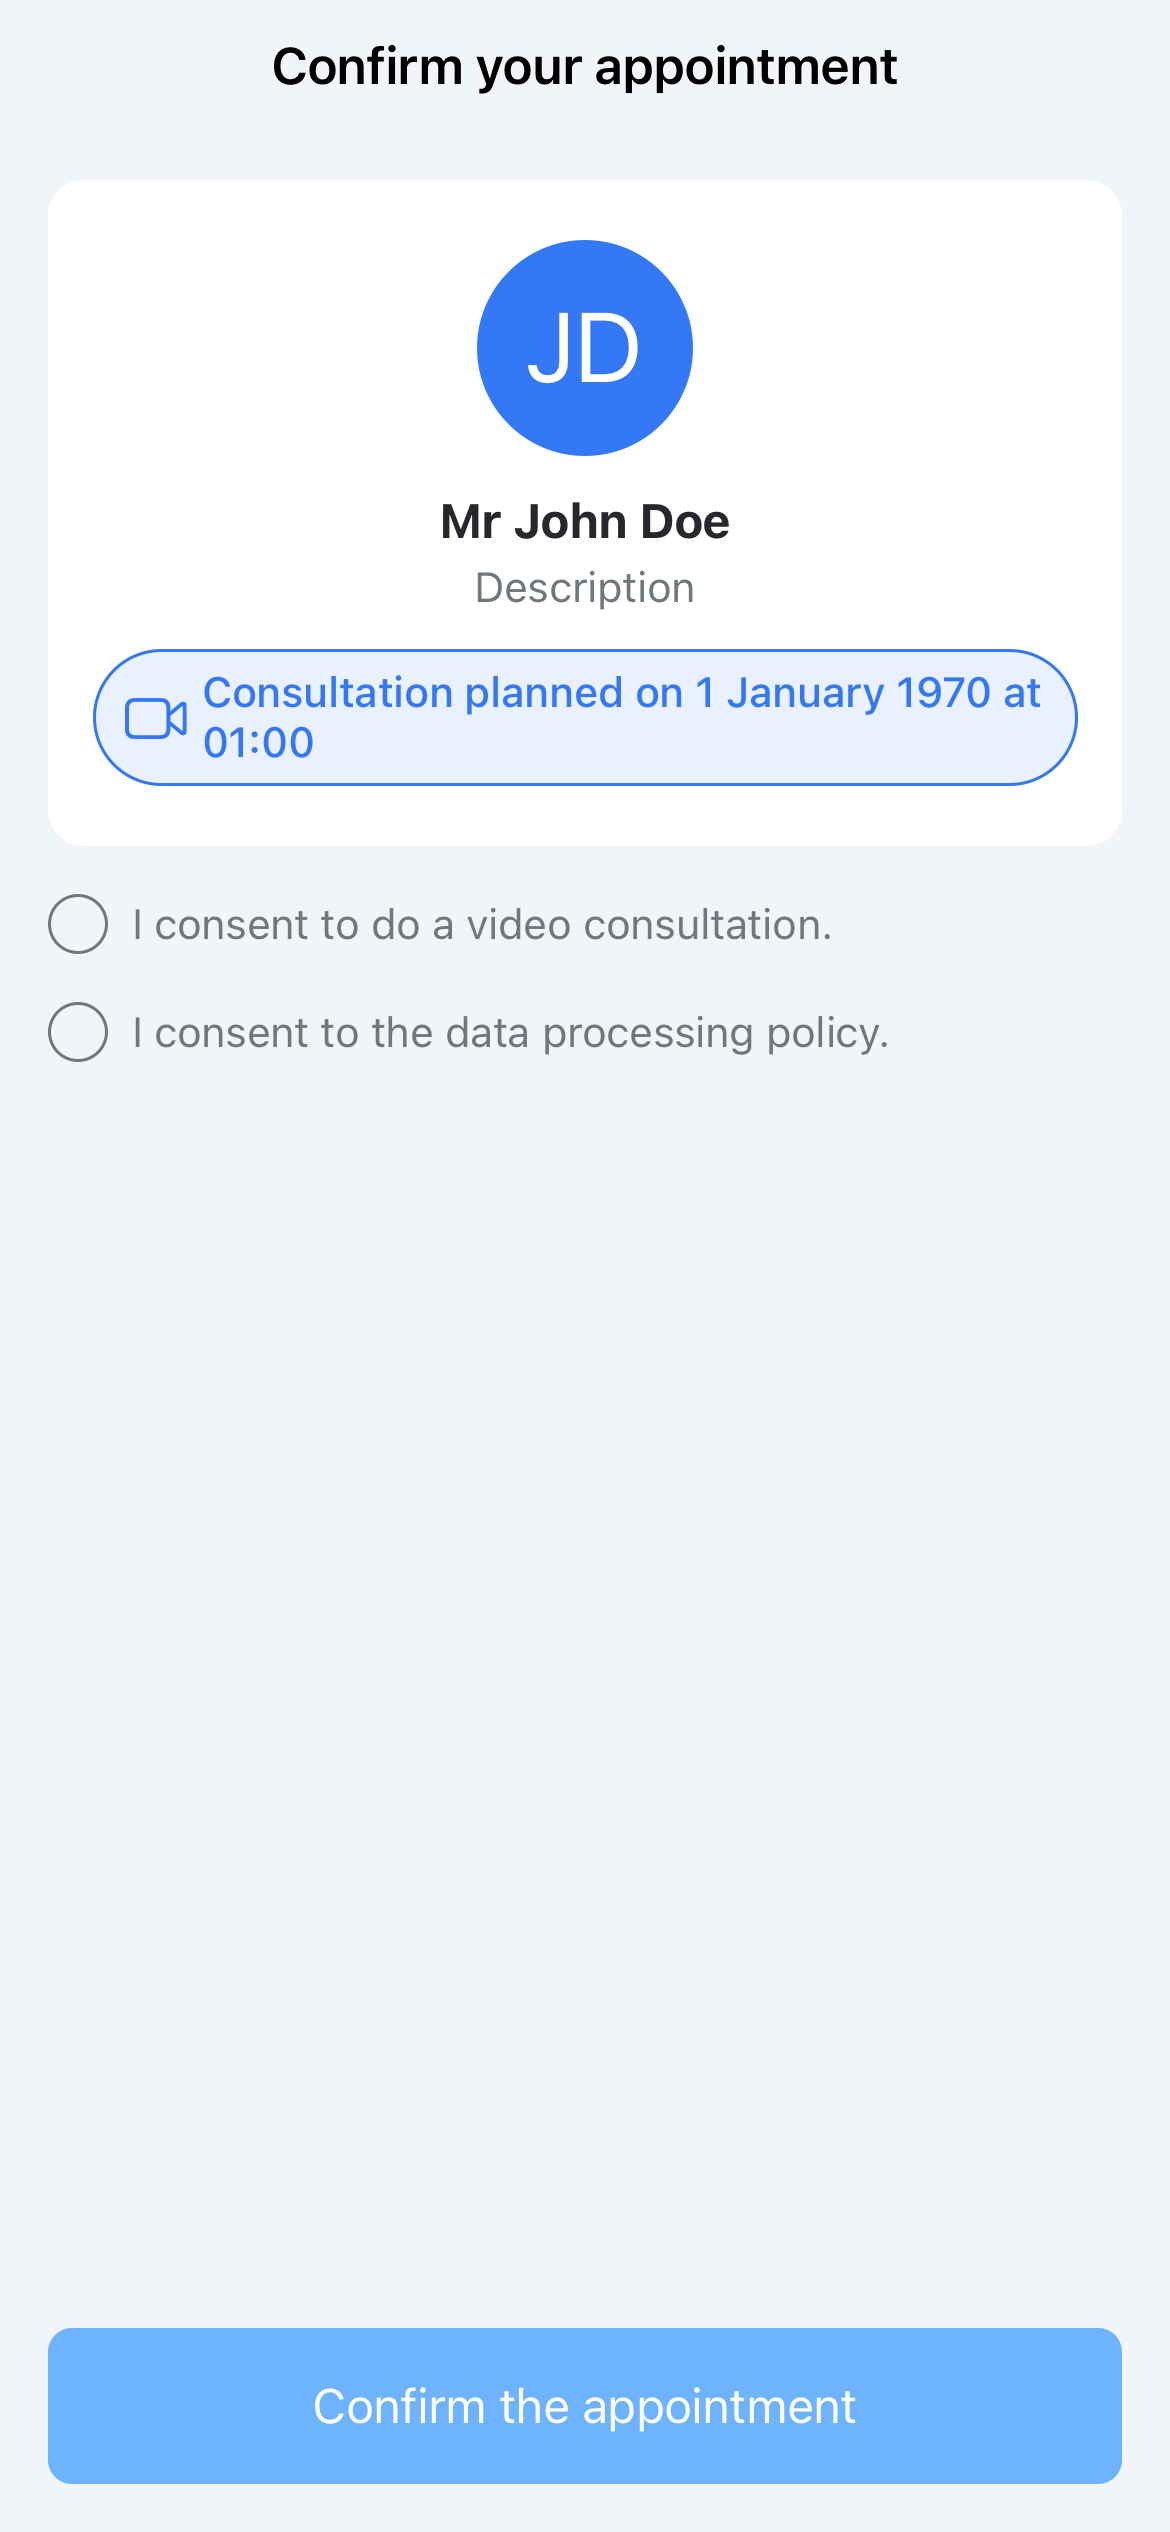 Confirm your appointment
JD
Mr John Doe
Description
Consultation planned on 1 January 1970 at
01:00
I consent to do a video consultation.
I consent to the data processing policy.
Confirm the appointment